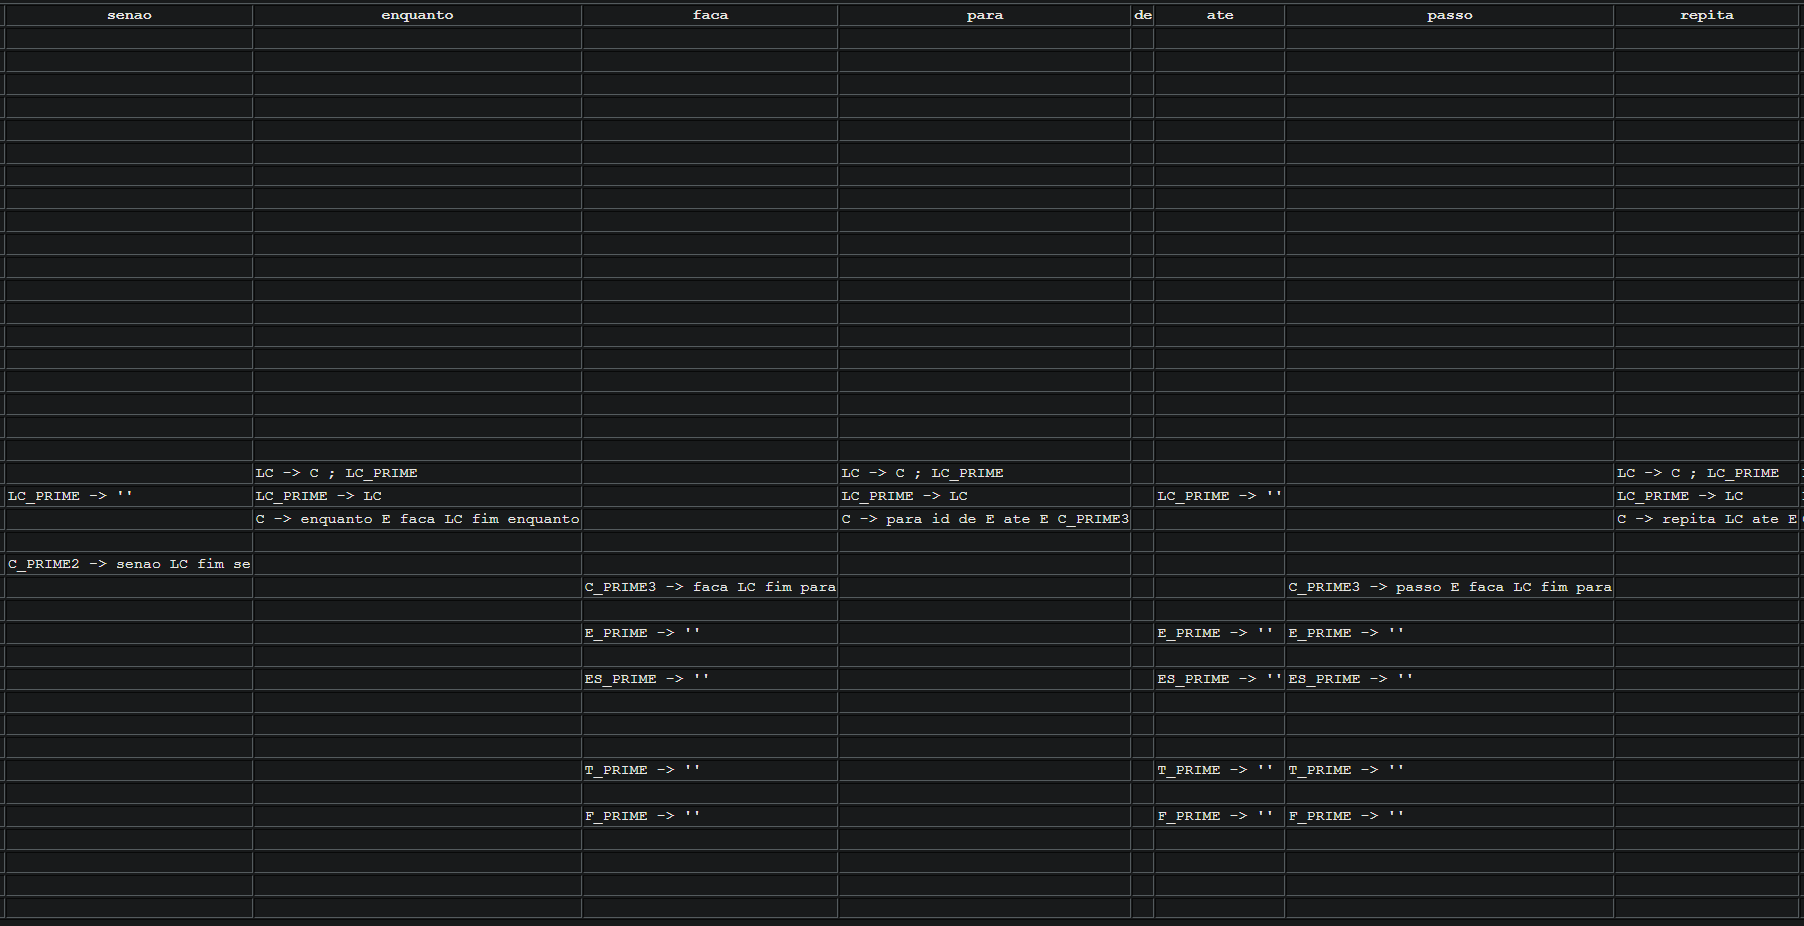 senao enquanto faca para de ate passo repita
LC -> C ; LC_PRIME LC -> C ; LC_PRIME LC -> C ; LC_PRIME
LC_PRIME -> '' LC_PRIME -> LC LC_PRIME -> LC LC_PRIME -> '' LC_PRIME -> LC
C -> enquanto E faca LC fim enquanto C -> para id de E ate E C_PRIME3 C -> repita LC ate E
C_PRIME2 -> senao LC fim se
C_PRIME3 -> faca LC fim para C_PRIME3 -> passo E faca LC fim para
E_PRIME -> '' E_PRIME -> '' E_PRIME -> ''
ES_PRIME -> '' ES_PRIME -> '' ES_PRIME -> ''
T_PRIME -> '' T_PRIME -> '' T_PRIME -> ''
F_PRIME -> '' F_PRIME -> '' F_PRIME -> ''